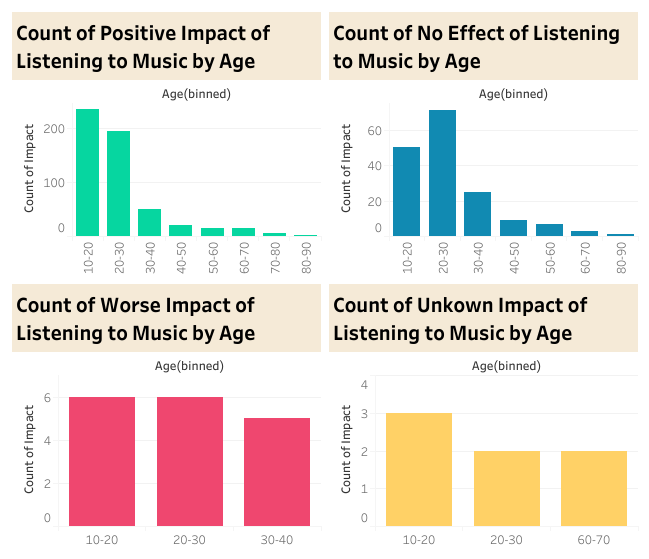 Count of Positive Impact of
Listening to Music by Age
Age(binned)
Count of Impact
200
100
0
10-20
20-30
30-40
40-50
50-60
60-70
70-80
80-90
Count of No Effect of Listening
to Music by Age
Age(binned)
Count of Impact
60
40
20
0
10-20
20-30
30-40
40-50
50-60
60-70
80-90
Count of Worse Impact of
Listening to Music by Age
Age(binned)
Count of Impact
6
4
2
0
10-20
20-30
30-40
Count of Unkown Impact of
Listening to Music by Age
Age(binned)
Count of Impact
4
3
2
1
0
10-20
20-30
60-70